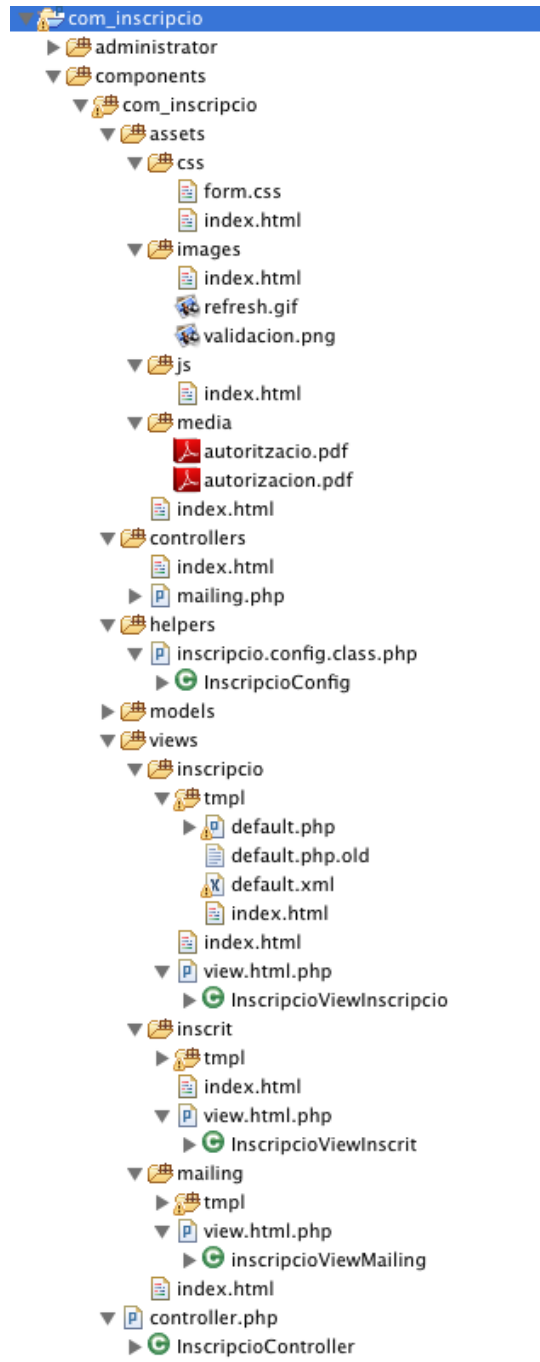 com_inscripcio
administrator
components
com_inscripcio
assets
css
form.css
index.html
images
index.html
refresh.gif
validacion.png
js
index.html
media
autoritzacio.pdf
autorizacion.pdf
index.html
controllers
index.html
mailing.php
helpers
inscripcio.config.class.php
InscripcioConfig
models
views
inscripcio
tmpl
default.php
default.php.old
default.xml
index.html
index.html
view.html.php
InscripcioViewInscripcio
inscrit
tmpl
index.html
view.html.php
InscripcioViewInscrit
mailing
tmpl
view.html.php
inscripcioViewMailing
index.html
controller.php
InscripcioController